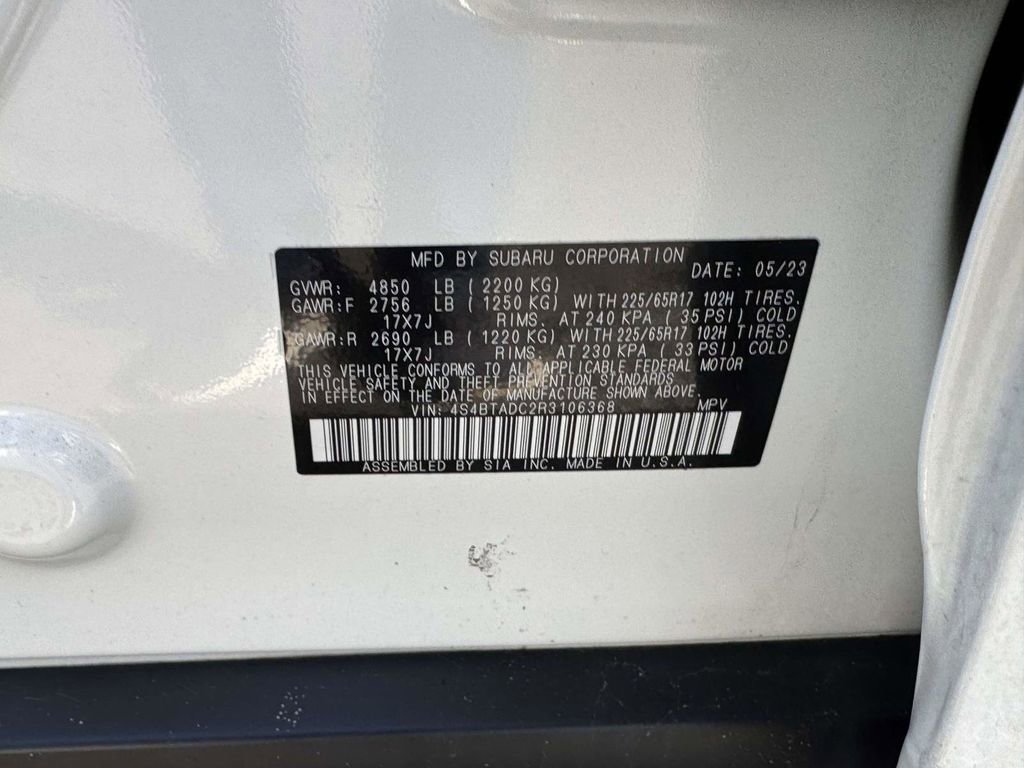 MFD BY SUBARU CORPORATION
DATE: 05/23
GVWR: 4850 LB (2200 KG)
GAWR:F 2756 LB (1250 KG) WITH 225/65R17 102H TIRES.
17X7J RIMS. AT 240 KPA (35 PSI) COLD
GAWR:R 2690 LB (1220 KG) WITH 225/65R17 102H TIRES.
17X7J RIMS. AT 230 KPA (33 PSI) COLD
THIS VEHICLE CONFORMS TO ALL APPLICABLE FEDERAL MOTOR
VEHICLE SAFETY AND THEFT PREVENTION STANDARDS
IN EFFECT ON THE DATE OF MANUFACTURE SHOWN ABOVE.
VIN: 4S4BTADC2R3106368 MPV
ASSEMBLED BY SIA INC. MADE IN U.S.A.